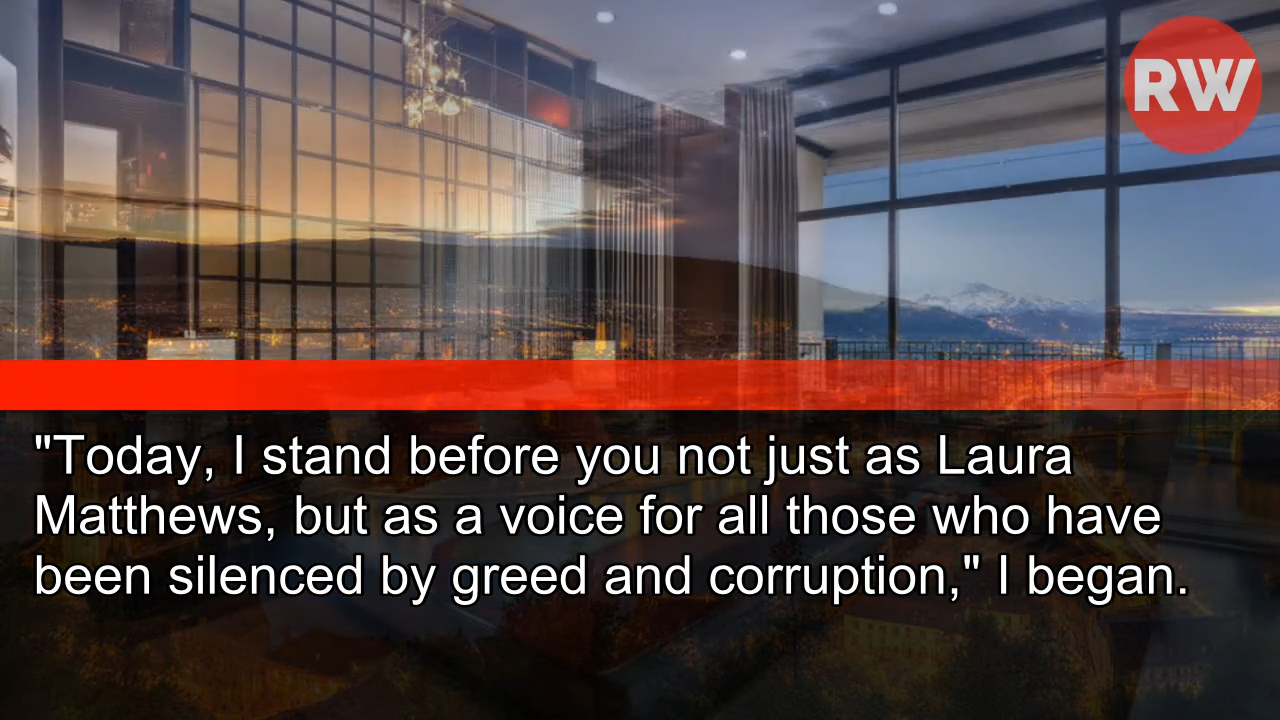 RW
"Today, I stand before you not just as Laura
Matthews, but as a voice for all those who have
been silenced by greed and corruption," I began.